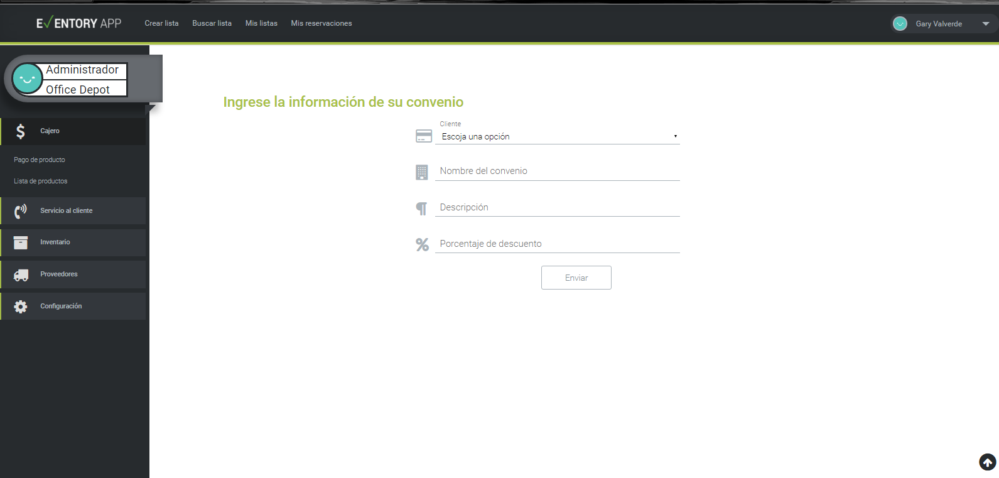 EVENTORY APP
Crear lista
Buscar lista
Mis listas
Mis reservaciones
Gary Valverde
Administrador
Office Depot
Cajero
Pago de producto
Lista de productos
Servicio al cliente
Inventario
Proveedores
Configuración
Ingrese la información de su convenio
Cliente
Escoja una opción
Nombre del convenio
Descripción
Porcentaje de descuento
Enviar